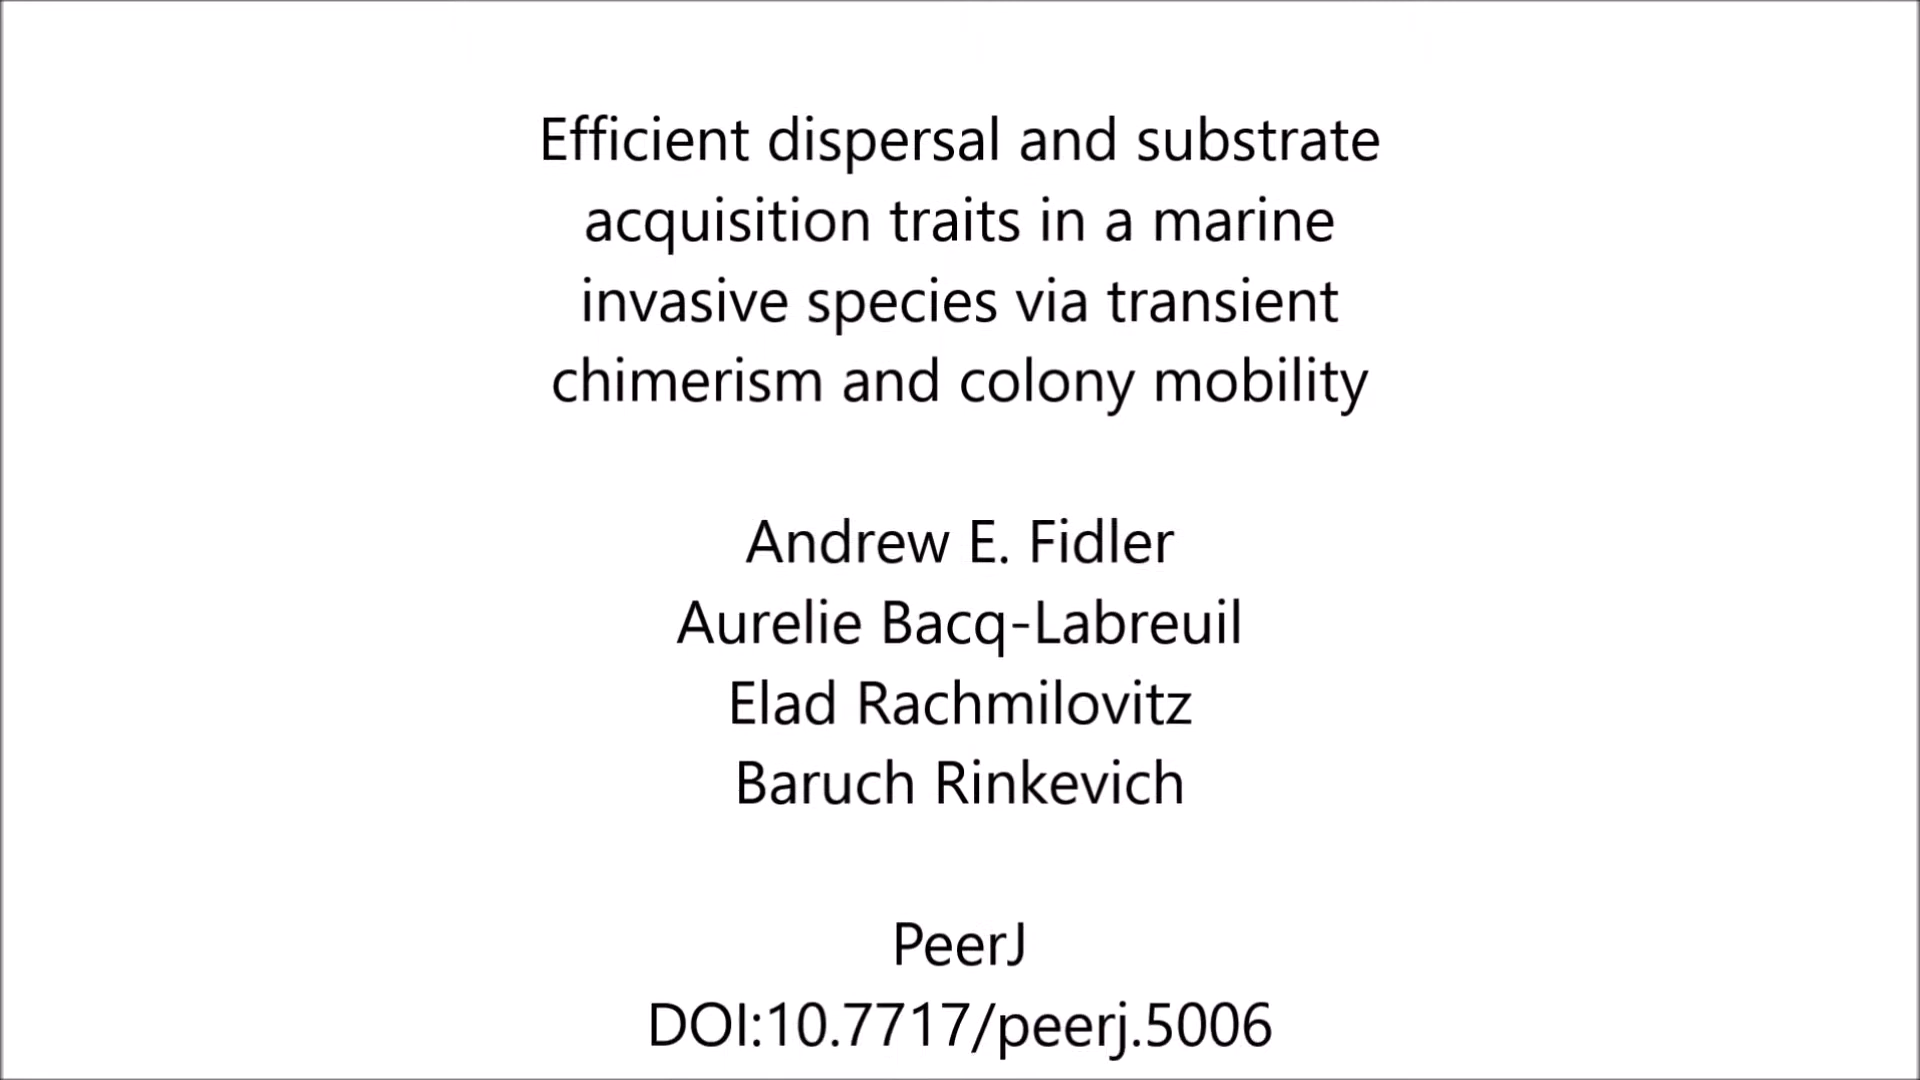 Efficient dispersal and substrate
acquisition traits in a marine
invasive species via transient
chimerism and colony mobility
Andrew E. Fidler
Aurelie Bacq-Labreuil
Elad Rachmilovitz
Baruch Rinkevich
PeerJ
DOI:10.7717/peerj.5006